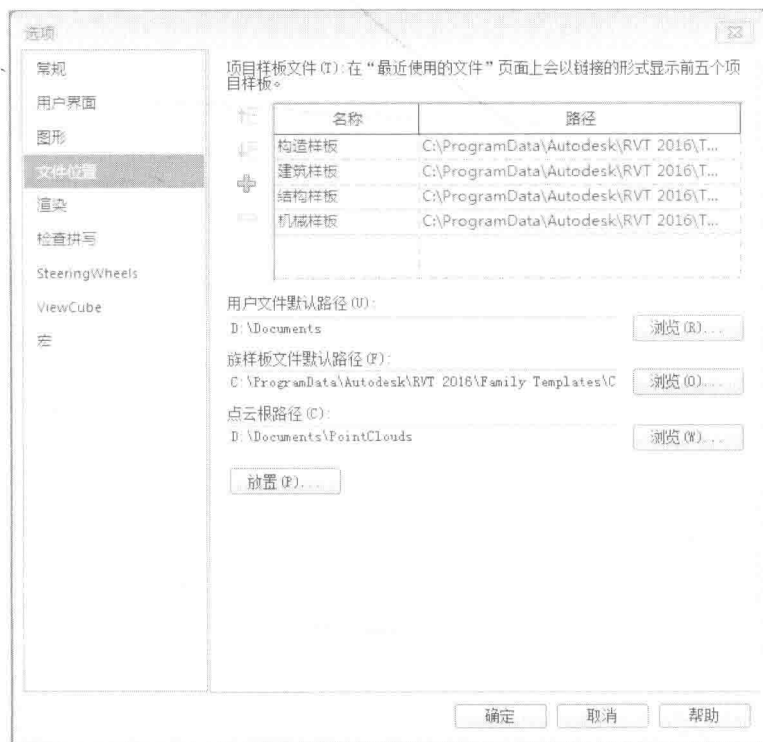 选项
常规
用户界面
图形
文件位置
渲染
检查拼写
SteeringWheels
ViewCube
宏
项目样板文件(T):在“最近使用的文件”页面上会以链接的形式显示前五个项
目样板。
名称 路径
构造样板 C:\ProgramData\Autodesk\RVT 2016\T...
建筑样板 C:\ProgramData\Autodesk\RVT 2016\T...
结构样板 C:\ProgramData\Autodesk\RVT 2016\T...
机械样板 C:\ProgramData\Autodesk\RVT 2016\T...
用户文件默认路径(U):
D:\Documents 浏览(R)...
族样板文件默认路径(F):
C:\ProgramData\Autodesk\RVT 2016\Family Templates\C 浏览(O)...
点云根路径(C):
D:\Documents\PointClouds 浏览(W)...
放置(P)...
确定 取消 帮助